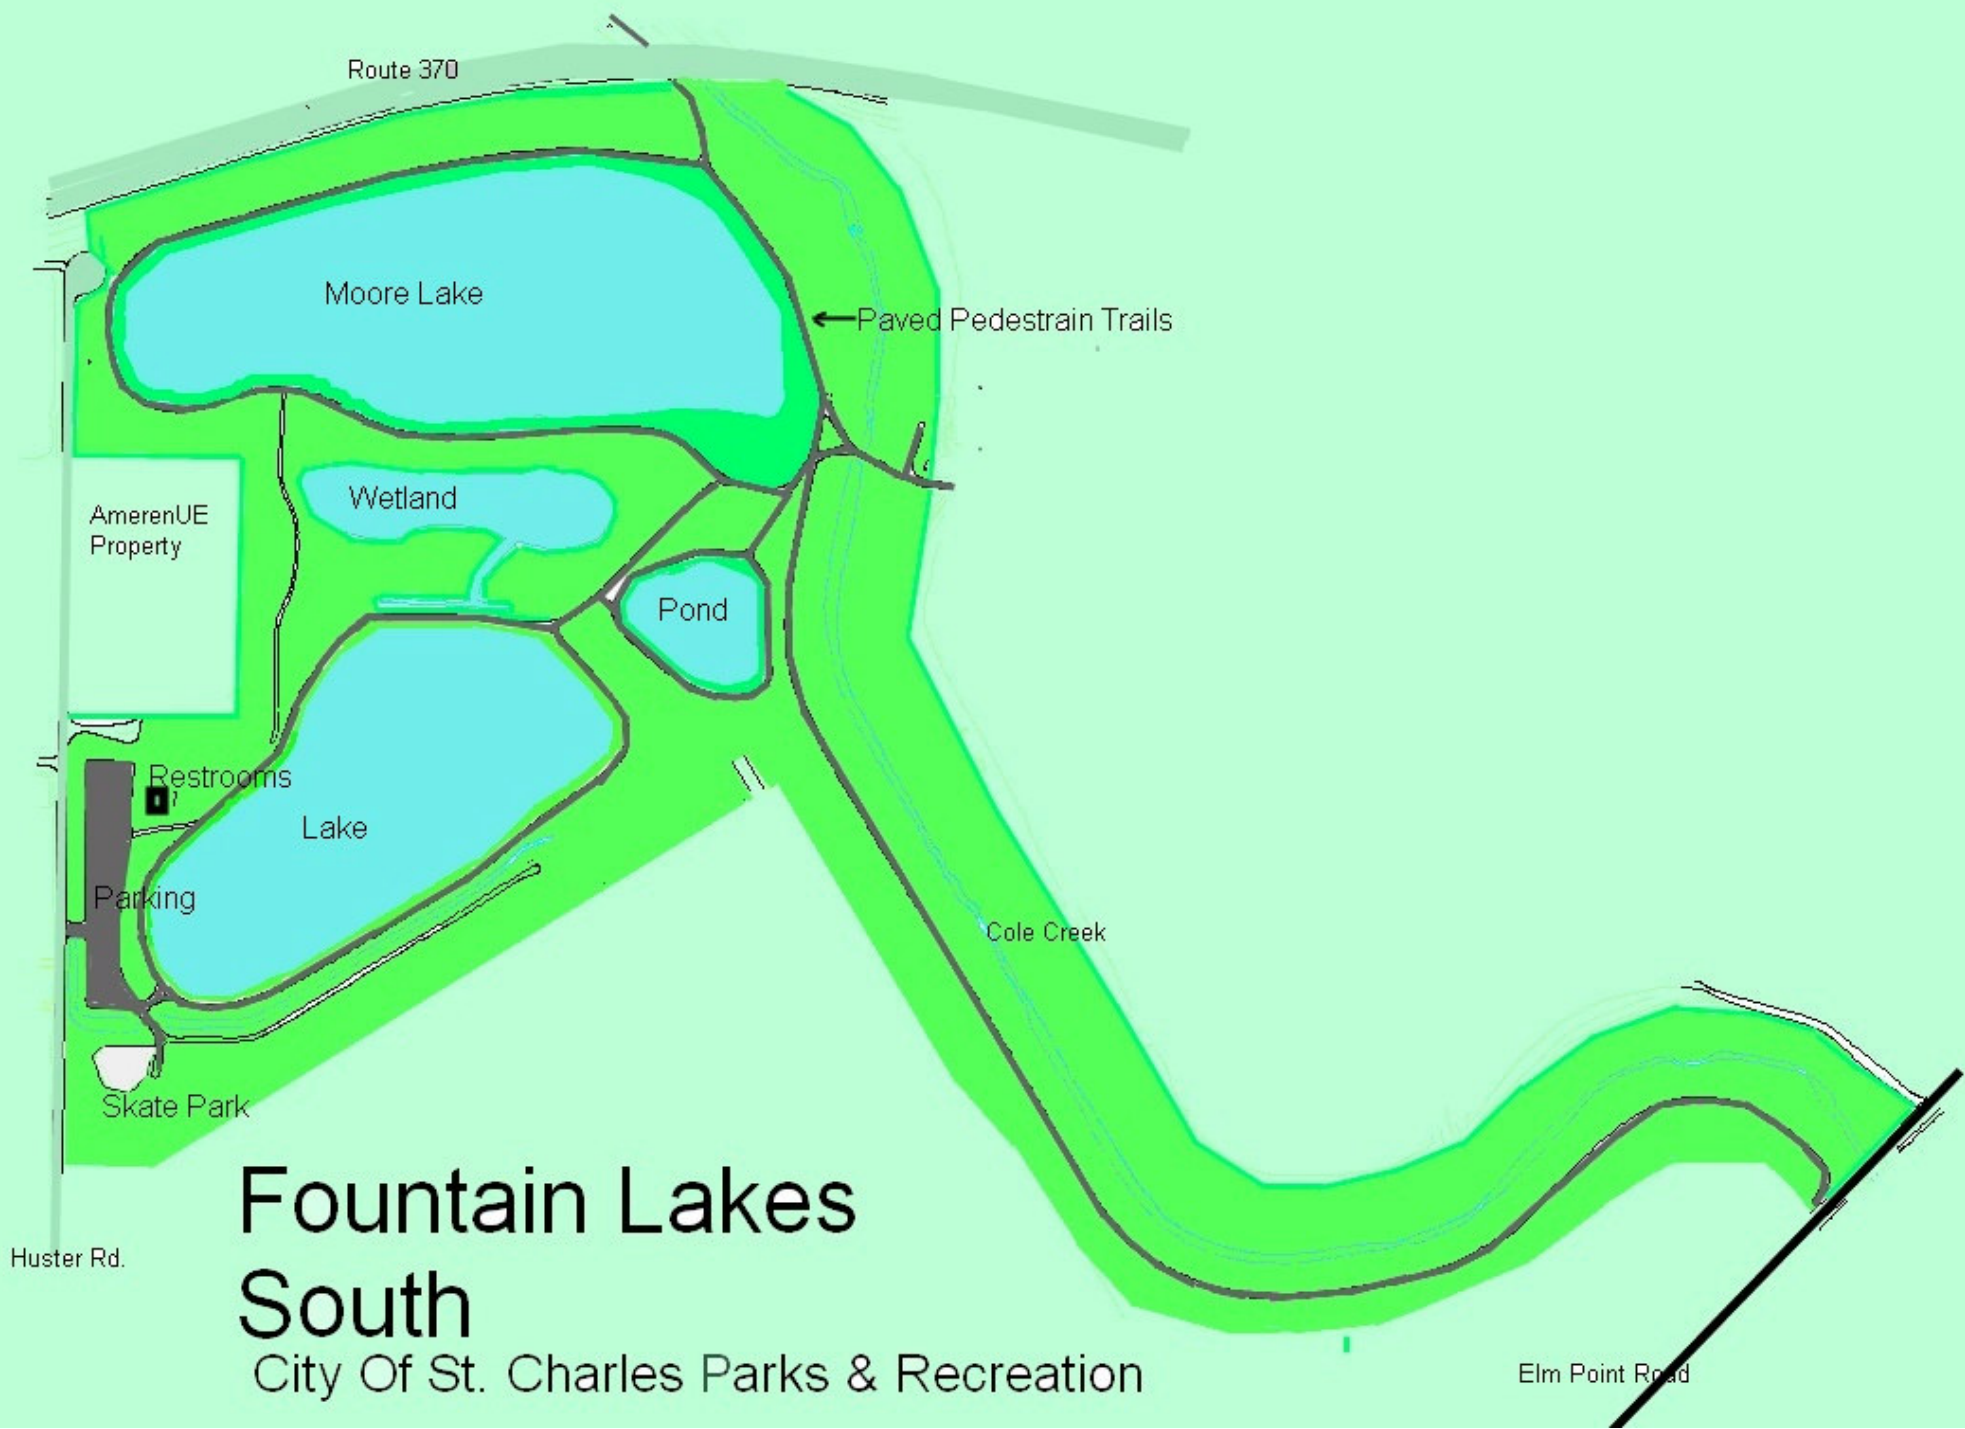 Route 370
Moore Lake
Paved Pedestrain Trails
Wetland
AmerenUE
Property
Pond
Restrooms
Lake
Parking
Cole Creek
Skate Park
Fountain Lakes
South
Huster Rd.
City Of St. Charles Parks & Recreation
Elm Point Road